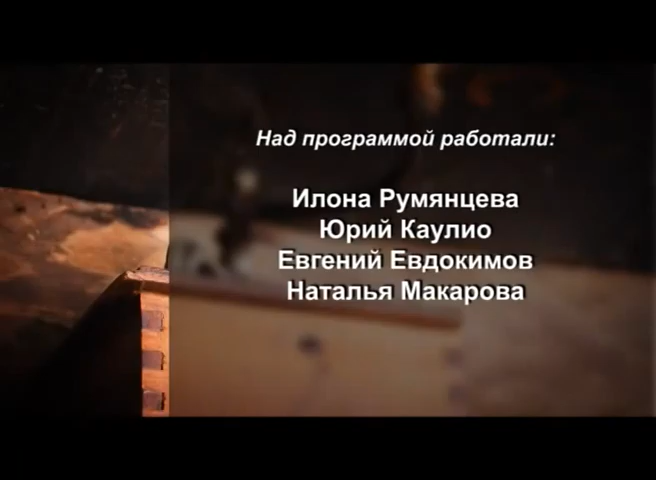 Над программой работали:
Илона Румянцева
Юрий Каулио
Евгений Евдокимов
Наталья Макарова